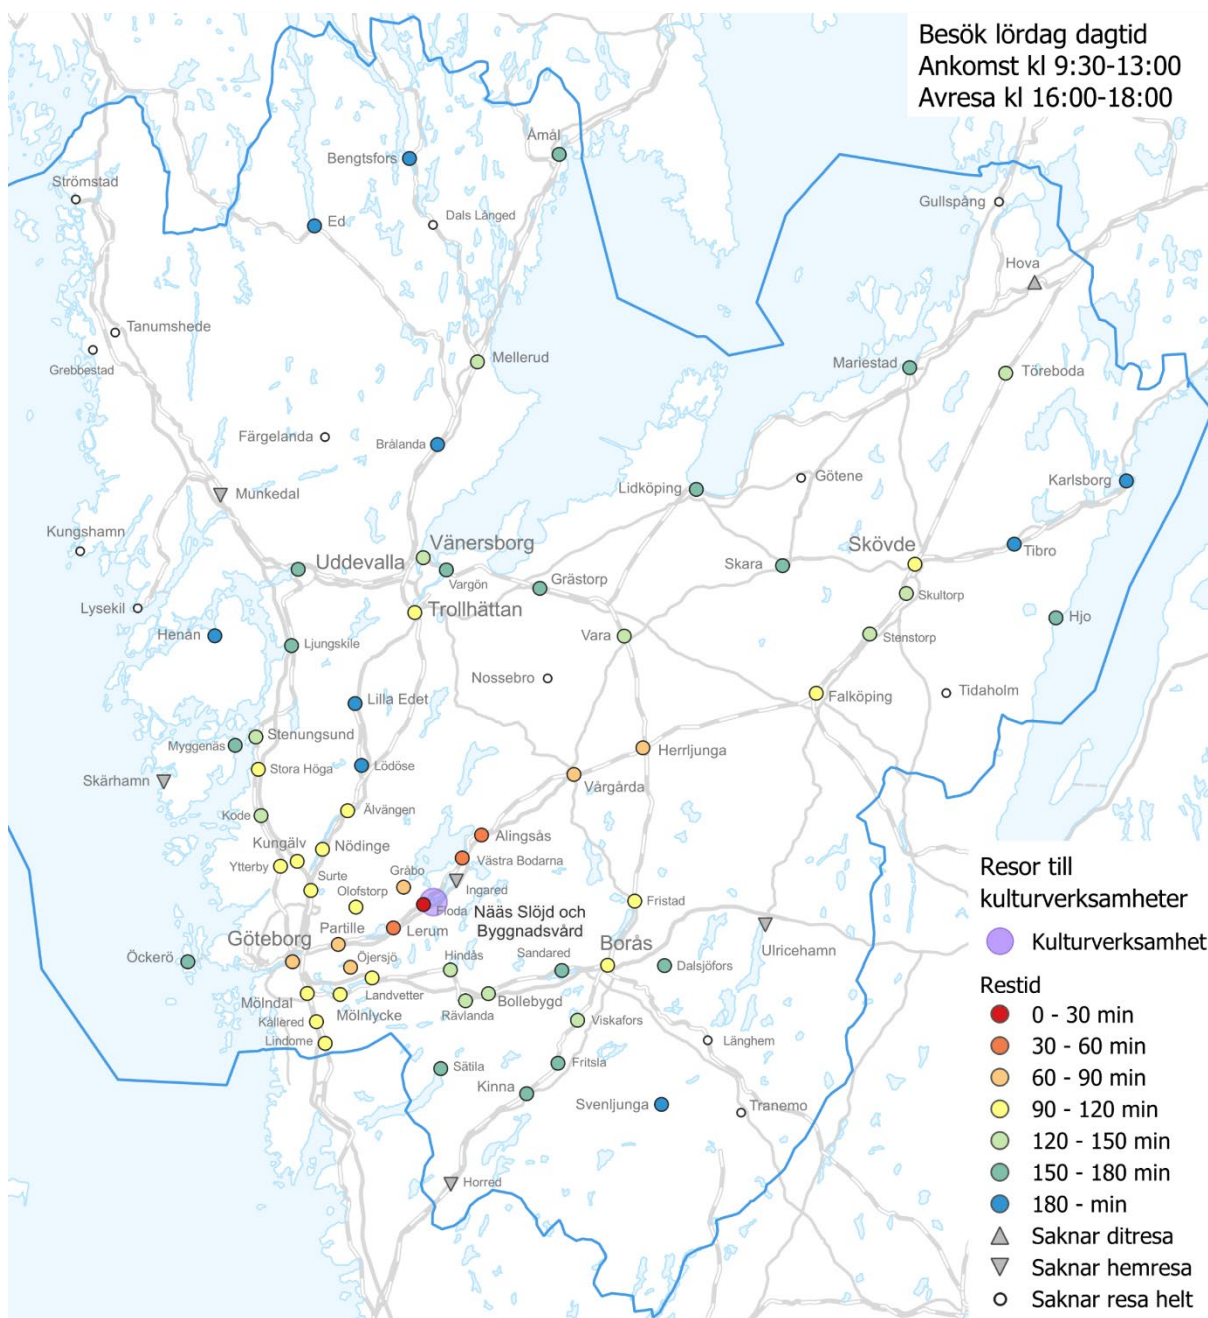 Besök lördag dagtid
Ankomst kl 9:30-13:00
Avresa kl 16:00-18:00
Åmål
Bengtsfors
Strömstad
Gullspång
Dals Långed
Ed
Hova
Tanumshede
Mellerud
Mariestad
Grebbestad
Töreboda
Färgelanda
Brålanda
Götene
Karlsborg
Lidköping
Munkedal
Kungshamn
Vänersborg
Skövde
Tibro
Uddevalla
Skara
Vargön
Grästorp
Skultorp
Lysekil
Trollhättan
Hjo
Henån
Vara
Stenstorp
Ljungskile
Nossebro
Tidaholm
Lilla Edet
Falköping
Stenungsund
Myggenäs
Herrljunga
Stora Höga
Lödöse
Skärhamn
Vårgårda
Älvängen
Kode
Alingsås
Kungälv
Nödinge
Västra Bodarna
Ytterby
Gråbo
Surte
Ingared
Olofstorp
Floda
Fristad
Nääs Slöjd och
Byggnadsvård
Partille
Lerum
Göteborg
Borås
Ulricehamn
Öjersjö
Hindås
Sandared
Öckerö
Dalsjöfors
Landvetter
Mölndal
Bollebygd
Rävlanda
Mölnlycke
Kållered
Viskafors
Lindome
Länghem
Sätila
Fritsla
Kinna
Svenljunga
Tranemo
Horred
Resor till
kulturverksamheter
Kulturverksamhet
Restid
0 - 30 min
30 - 60 min
60 - 90 min
90 - 120 min
120 - 150 min
150 - 180 min
180 - min
Saknar ditresa
Saknar hemresa
Saknar resa helt